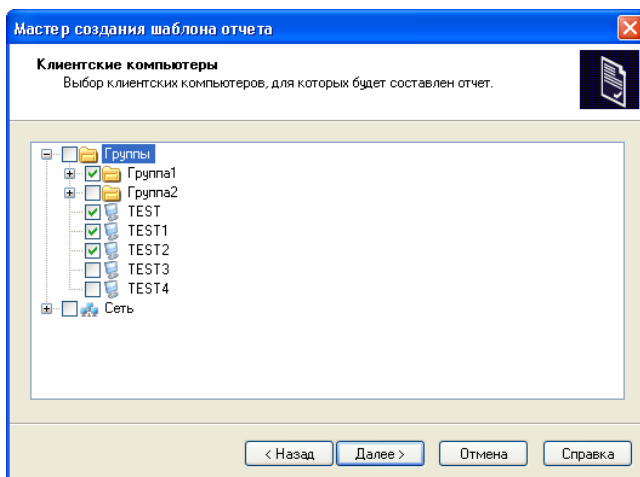 Мастер создания шаблона отчета
Клиентские компьютеры
Выбор клиентских компьютеров, для которых будет составлен отчет.
Группы
Группа1
Группа2
TEST
TEST1
TEST2
TEST3
TEST4
Сеть
< Назад Далее > Отмена Справка